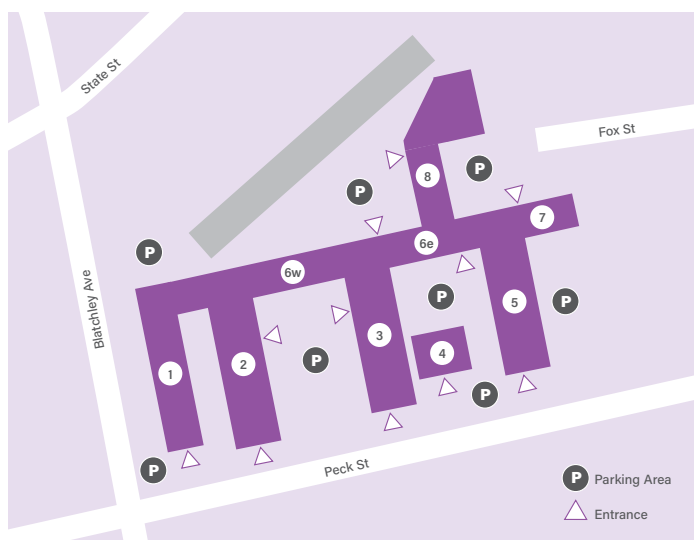 State St
Fox St
P
P
8
P
7
6e
P
6w
Blatchley Ave
P
5
P
3
4
P
2
1
P
P
Peck St
P Parking Area
Entrance